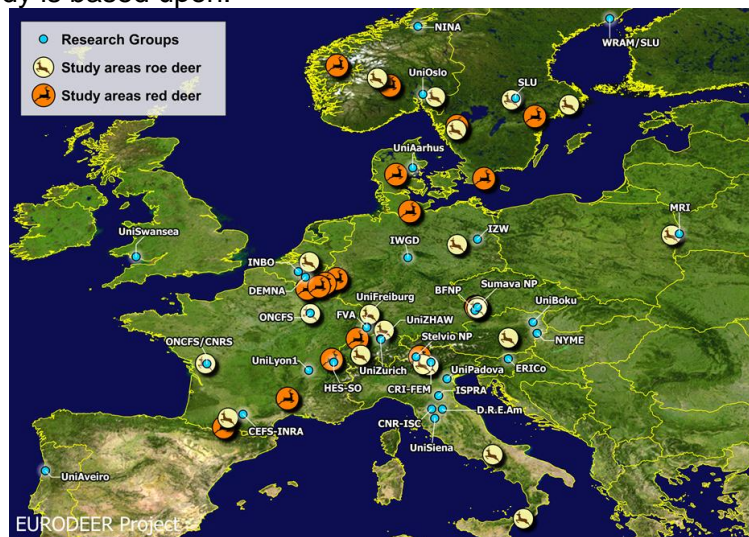 dy is based upon.
Research Groups
Study areas roe deer
Study areas red deer
NINA
WRAM/SLU
UniOslo
SLU
UniAarhus
MRI
UniSwansea
IZW
IWGD
INBO
DEMNA
BFNP
Sumava NP
UniFreiburg
UniBoku
ONCFS
FVA
UniZHAW
NYME
Stelvio NP
ONCFS/CNRS
UniLyon1
UniZurich
UniPadova
ERICo
HES-SO
CRI-FEM
ISPRA
D.R.E.Am
CNR-ISC
CEFS-INRA
UniSiena
UniAveiro
EURODEER Project